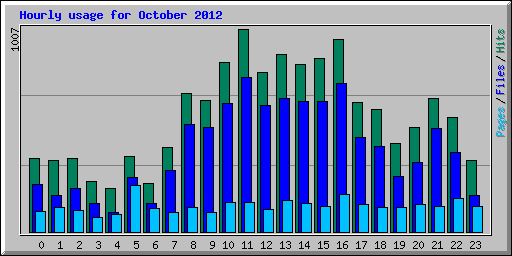 Hourly usage for October 2012
1007
Pages/Files/Hits
0 1 2 3 4 5 6 7 8 9 10 11 12 13 14 15 16 17 18 19 20 21 22 23